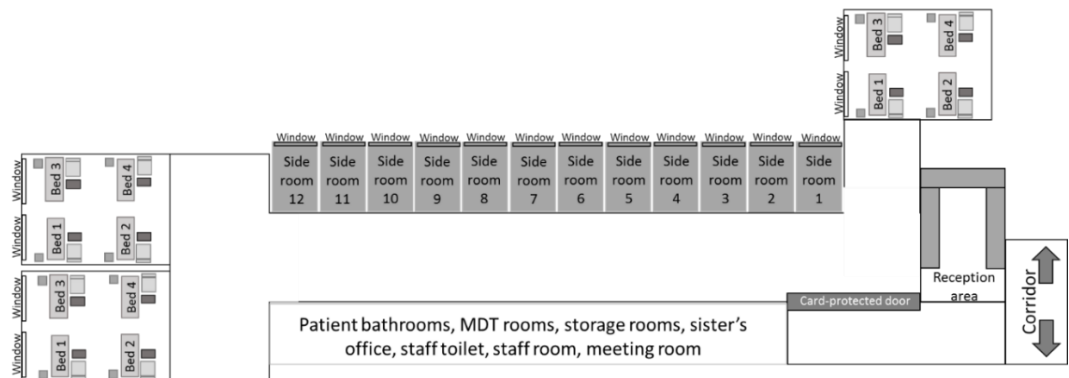 Window
Bed 3
Bed 4
Window
Bed 1
Bed 2
Window
Window
Window
Window
Window
Window
Window
Window
Window
Window
Window
Window
Side room 12
Side room 11
Side room 10
Side room 9
Side room 8
Side room 7
Side room 6
Side room 5
Side room 4
Side room 3
Side room 2
Side room 1
Window
Bed 3
Bed 4
Window
Bed 1
Bed 2
Window
Bed 3
Bed 4
Window
Bed 1
Bed 2
Reception
area
Corridor
Card-protected door
Patient bathrooms, MDT rooms, storage rooms, sister's
office, staff toilet, staff room, meeting room